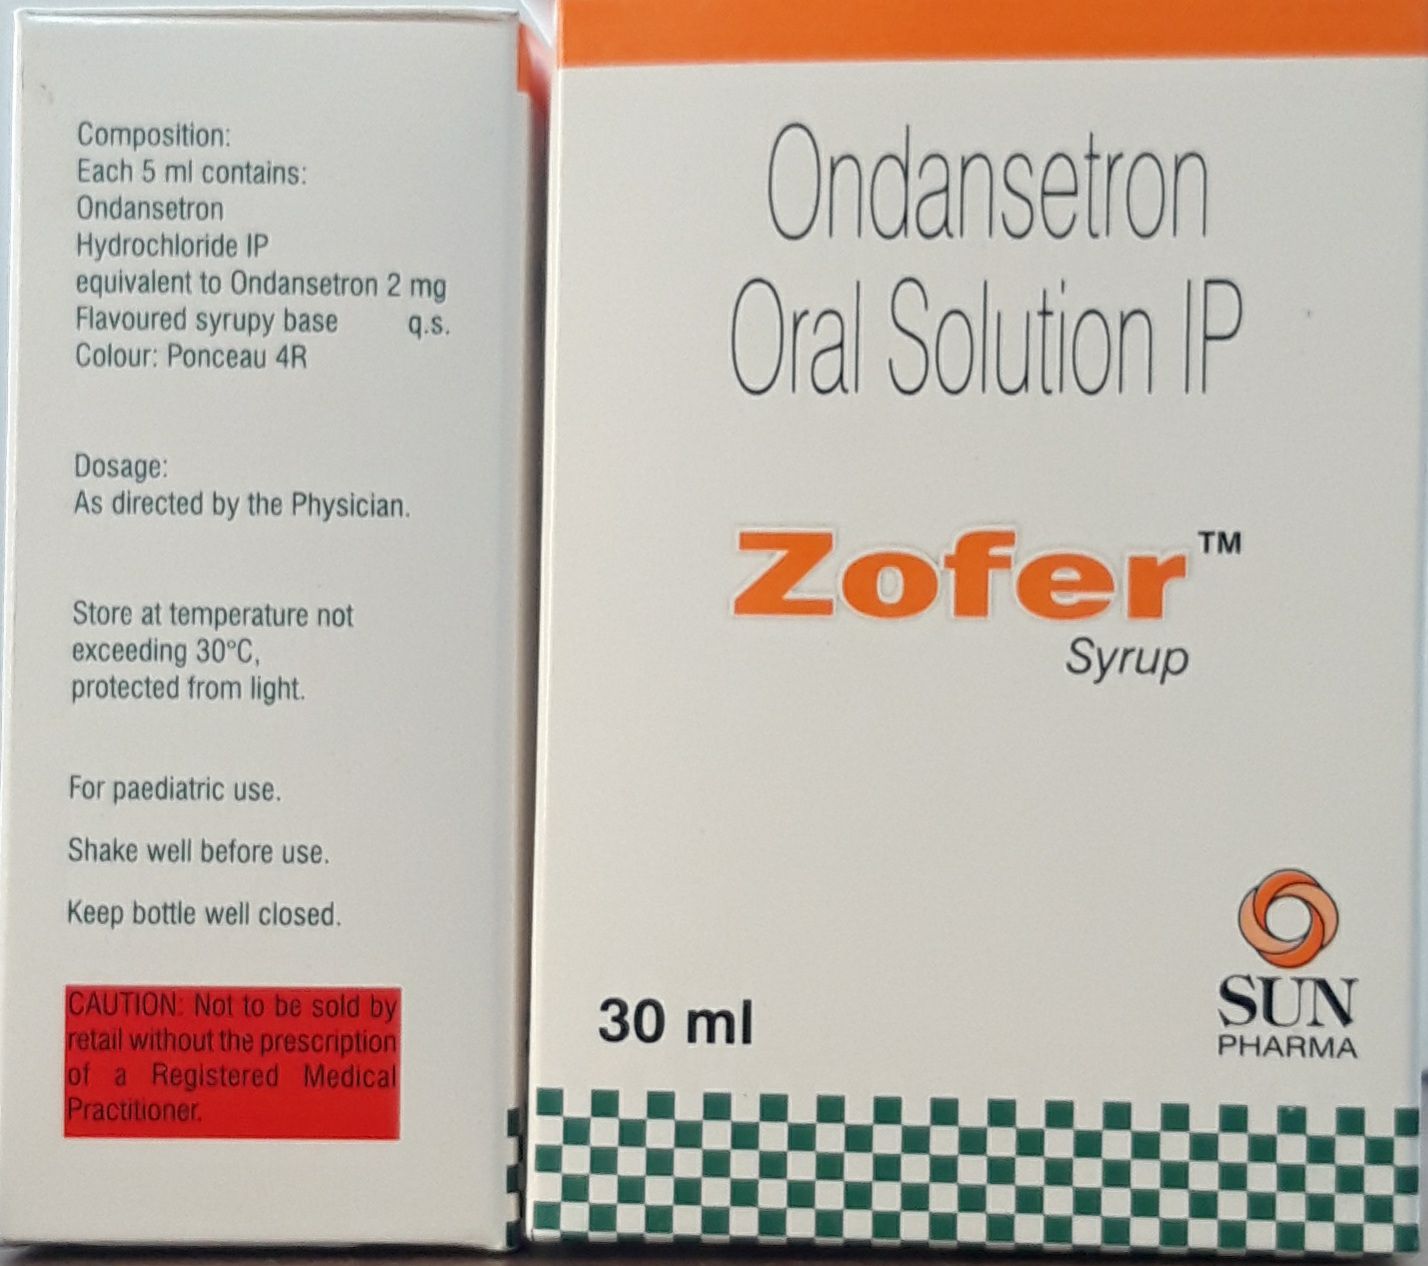 Composition:
Each 5 ml contains:
Ondansetron
Hydrochloride IP
equivalent to Ondansetron 2 mg
Flavoured syrupy base q.s.
Colour: Ponceau 4R
Dosage:
As directed by the Physician.
Store at temperature not
exceeding 30°C,
protected from light.
For paediatric use.
Shake well before use.
Keep bottle well closed.
CAUTION: Not to be sold by
retail without the prescription
of a Registered Medical
Practitioner.
Ondansetron
Oral Solution IP
Zofer™
Syrup
30 ml
SUN
PHARMA